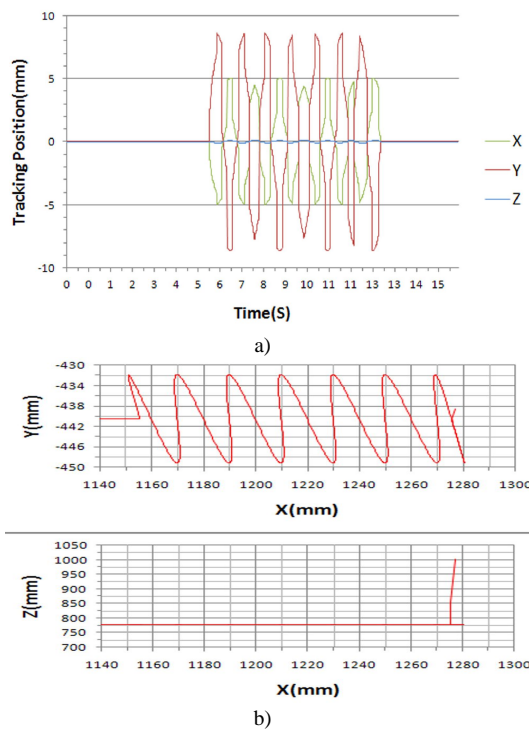 Tracking Position(mm)
10
5
0
-5
-10
0 0 1 2 3 4 5 6 7 8 9 10 10 11 12 13 14 15
Time(S)
X
Y
Z
a)
Y(mm)
-430
-434
-438
-442
-446
-450
1140 1160 1180 1200 1220 1240 1260 1280 1300
X(mm)
Z(mm)
1050
1000
950
900
850
800
750
700
1140 1160 1180 1200 1220 1240 1260 1280 1300
X(mm)
b)